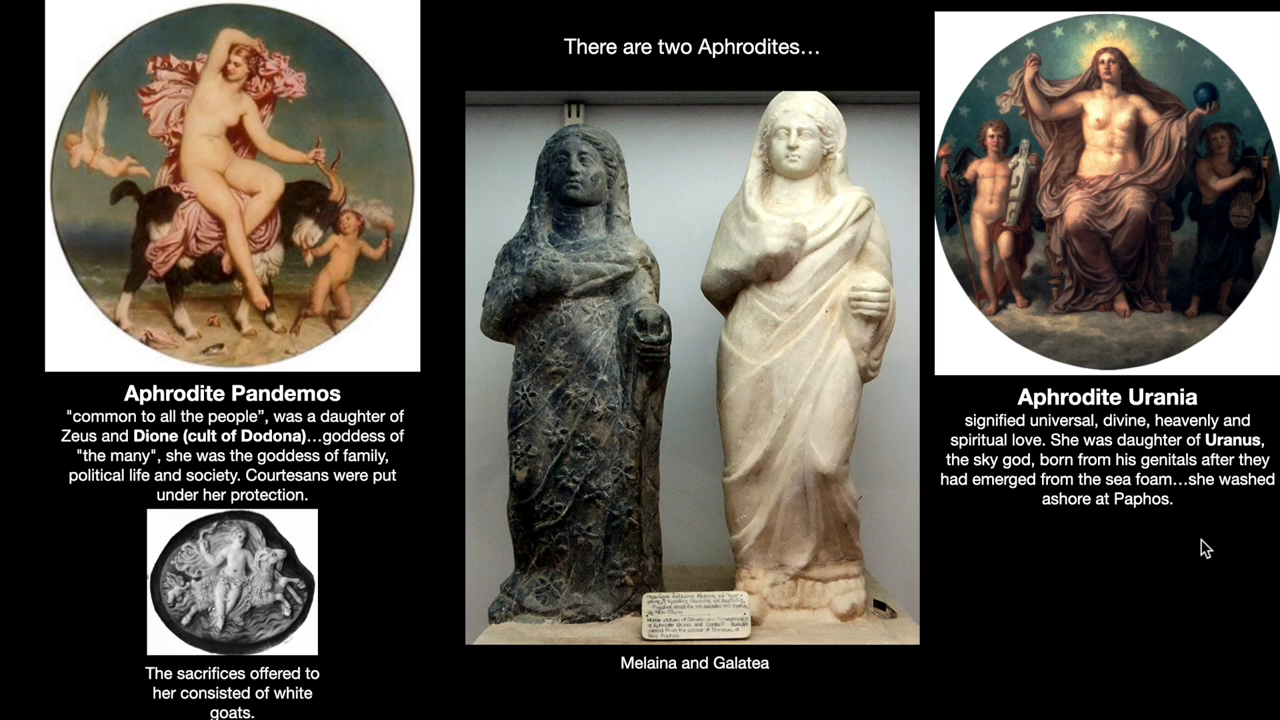 There are two Aphrodites…
Aphrodite Pandemos
"common to all the people”, was a daughter of
Zeus and Dione (cult of Dodona)…goddess of
"the many", she was the goddess of family,
political life and society. Courtesans were put
under her protection.
The sacrifices offered to
her consisted of white
goats.
Melaina and Galatea
Aphrodite Urania
signified universal, divine, heavenly and
spiritual love. She was daughter of Uranus,
the sky god, born from his genitals after they
had emerged from the sea foam…she washed
ashore at Paphos.